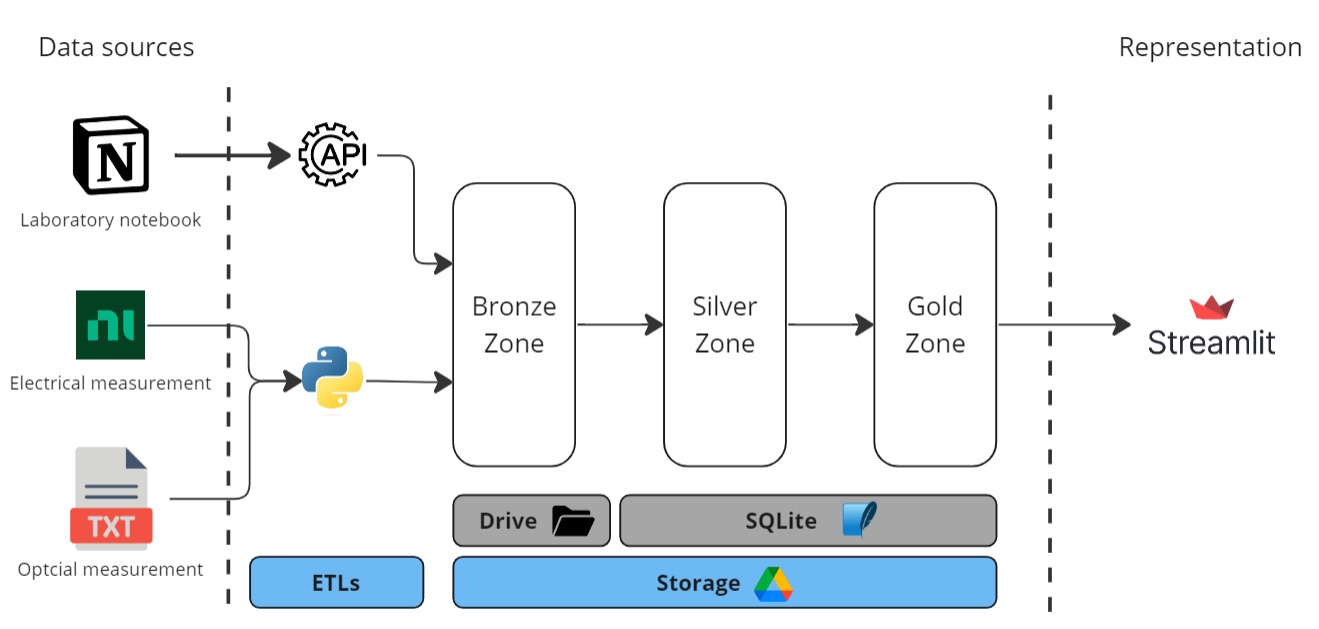 Data sources
Representation
N
API
Laboratory notebook
Bronze
Zone
Silver
Zone
Gold
Zone
Streamlit
nı
Electrical measurement
TXT
Optcial measurement
Drive
SQLite
ETLs
Storage